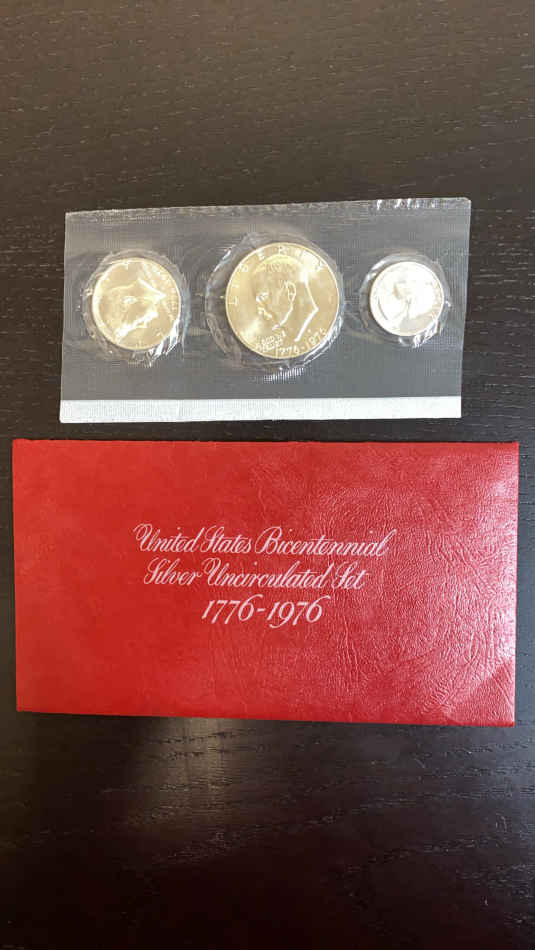 LIBERTY
1776-1976
United States Bicentennial
Silver Uncirculated Set
1776-1976